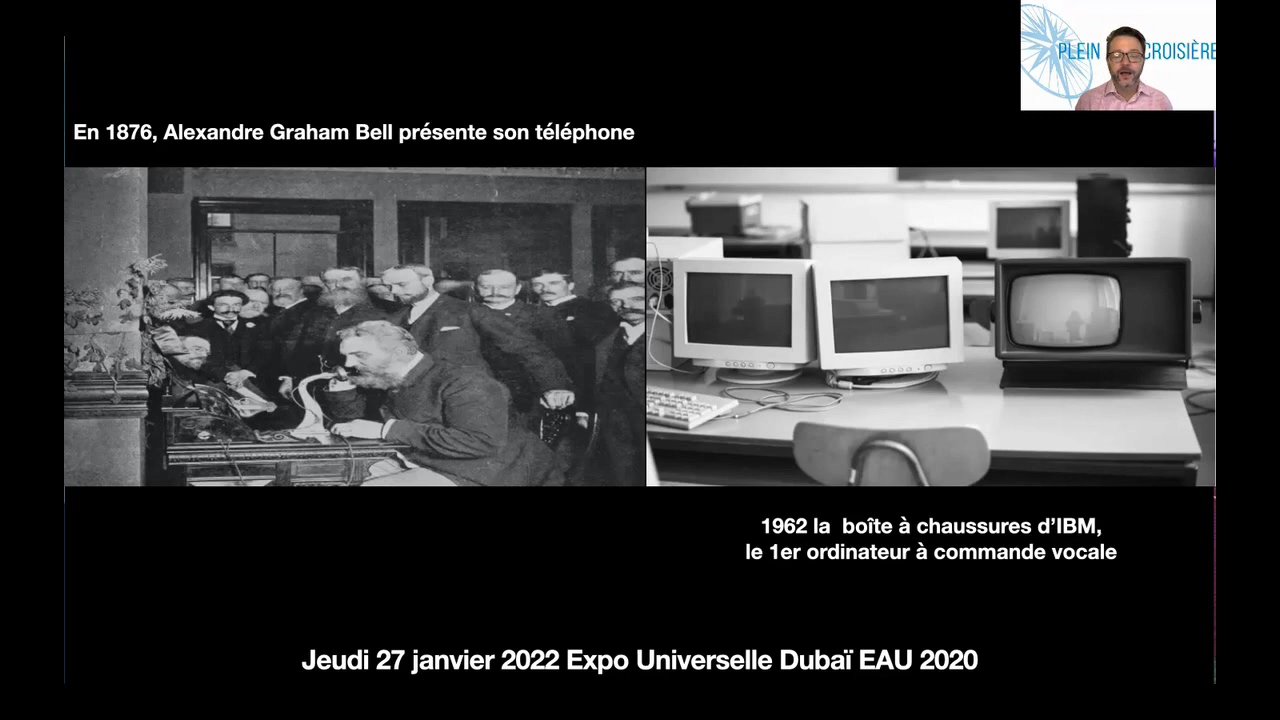 PLEIN CROISIÈRE
En 1876, Alexandre Graham Bell présente son téléphone
1962 la  boîte à chaussures d’IBM,
le 1er ordinateur à commande vocale
Jeudi 27 janvier 2022 Expo Universelle Dubaï EAU 2020